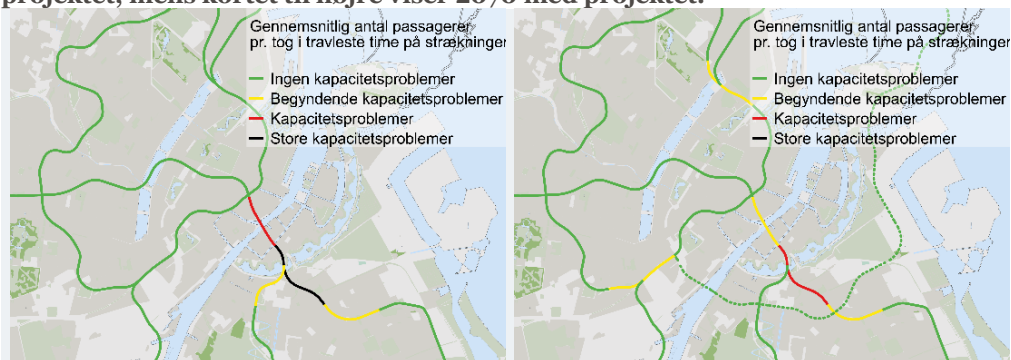 projektet, mens kortet til højre viser 2070 med projektet.
Gennemsnitlig antal passagerer
pr. tog i travleste time på strækninger
Ingen kapacitetsproblemer
Begyndende kapacitetsproblemer
Kapacitetsproblemer
Store kapacitetsproblemer
Gennemsnitlig antal passagerer
pr. tog i travleste time på strækninger
Ingen kapacitetsproblemer
Begyndende kapacitetsproblemer
Kapacitetsproblemer
Store kapacitetsproblemer